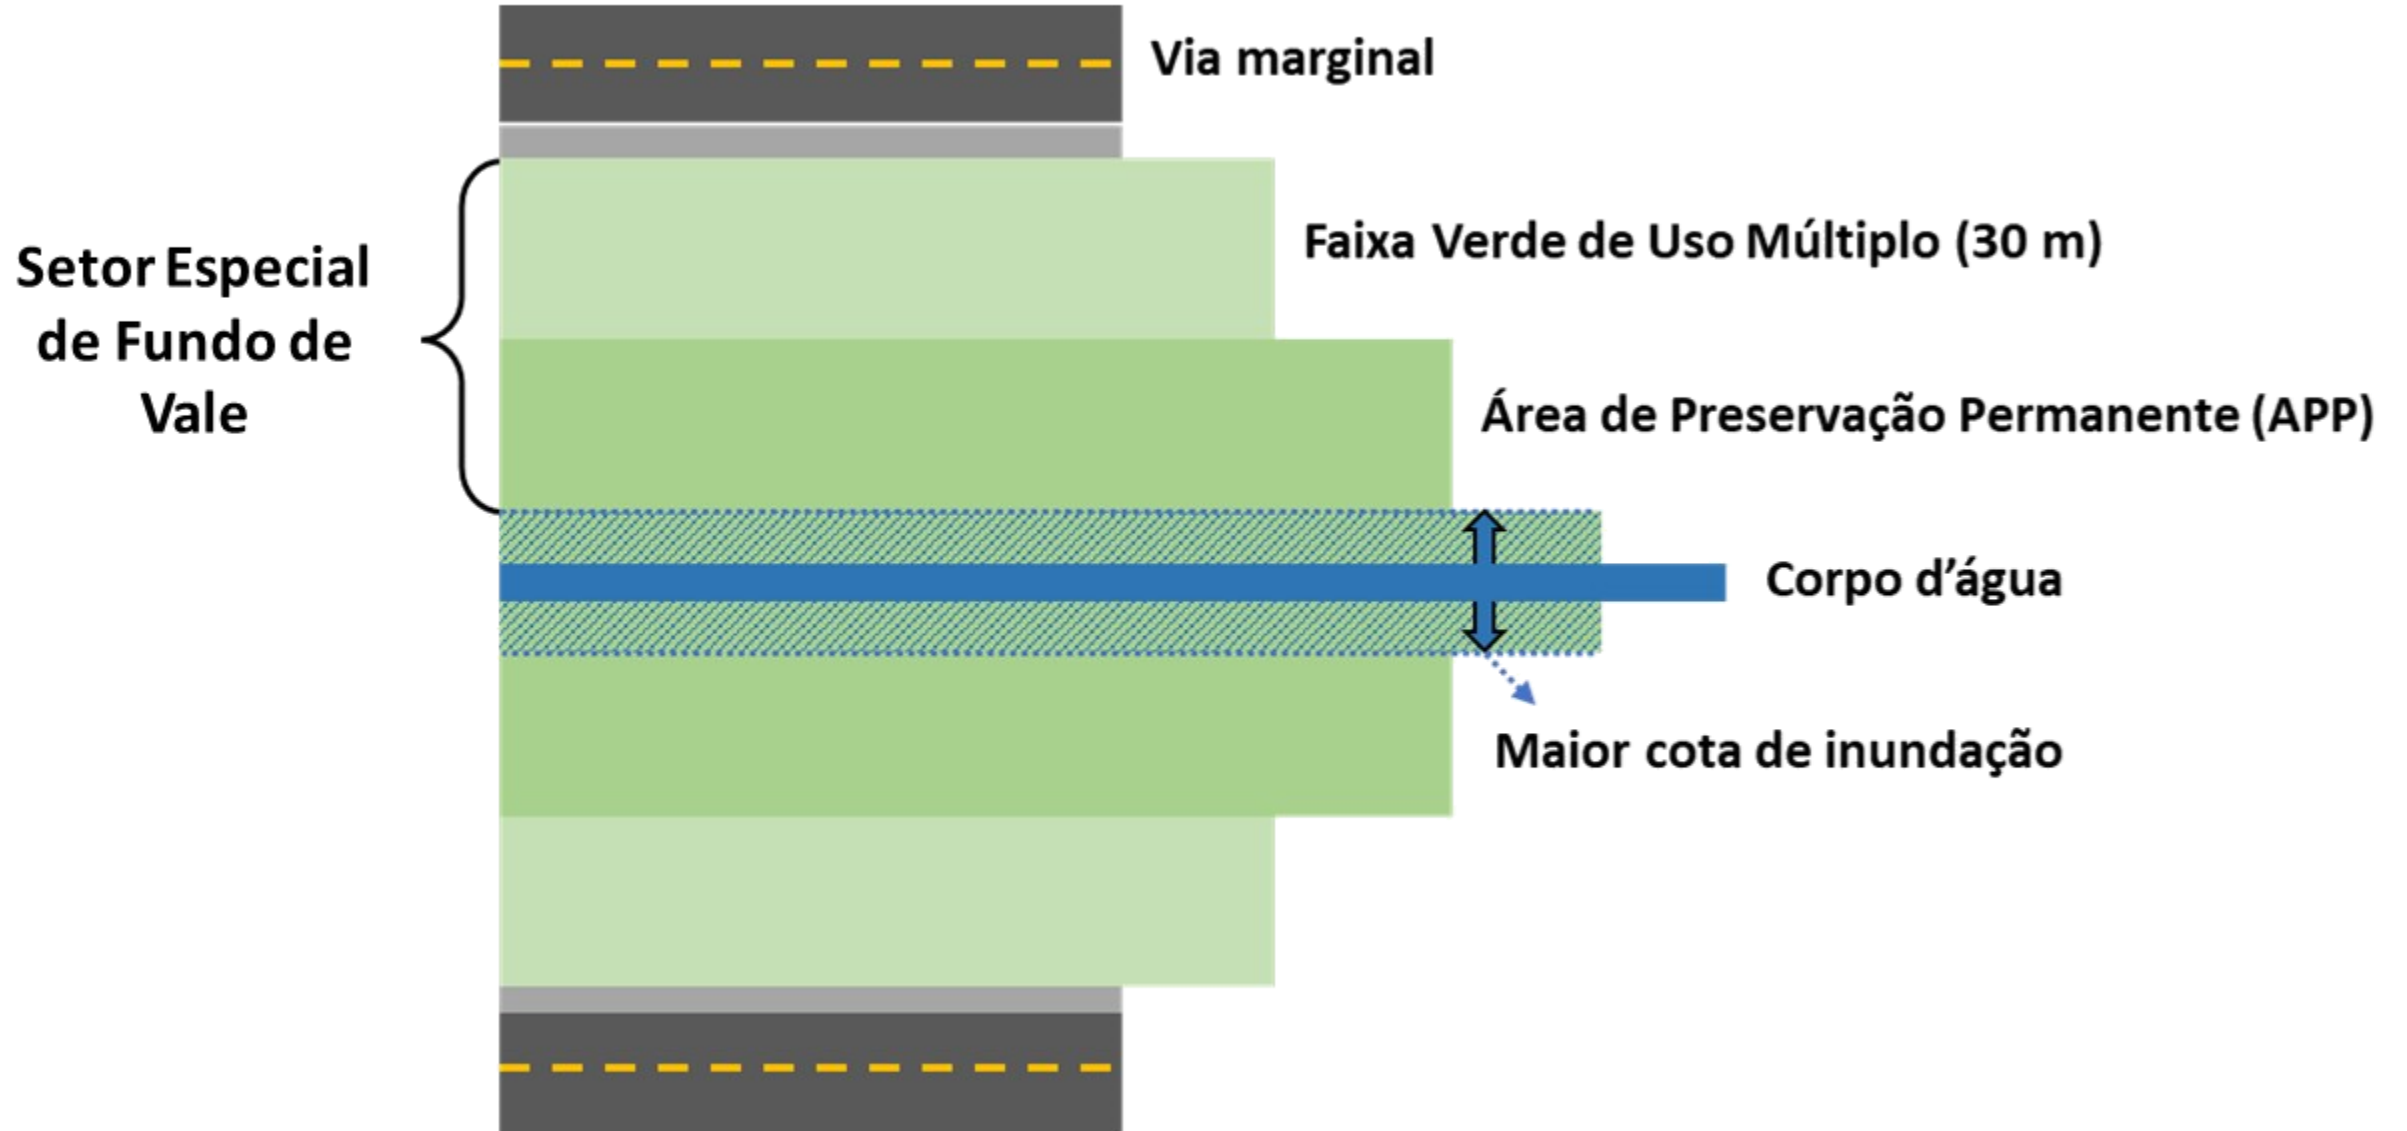 Via marginal
Faixa Verde de Uso Múltiplo (30 m)
Setor Especial
de Fundo de
Vale
Área de Preservação Permanente (APP)
Corpo d’água
Maior cota de inundação